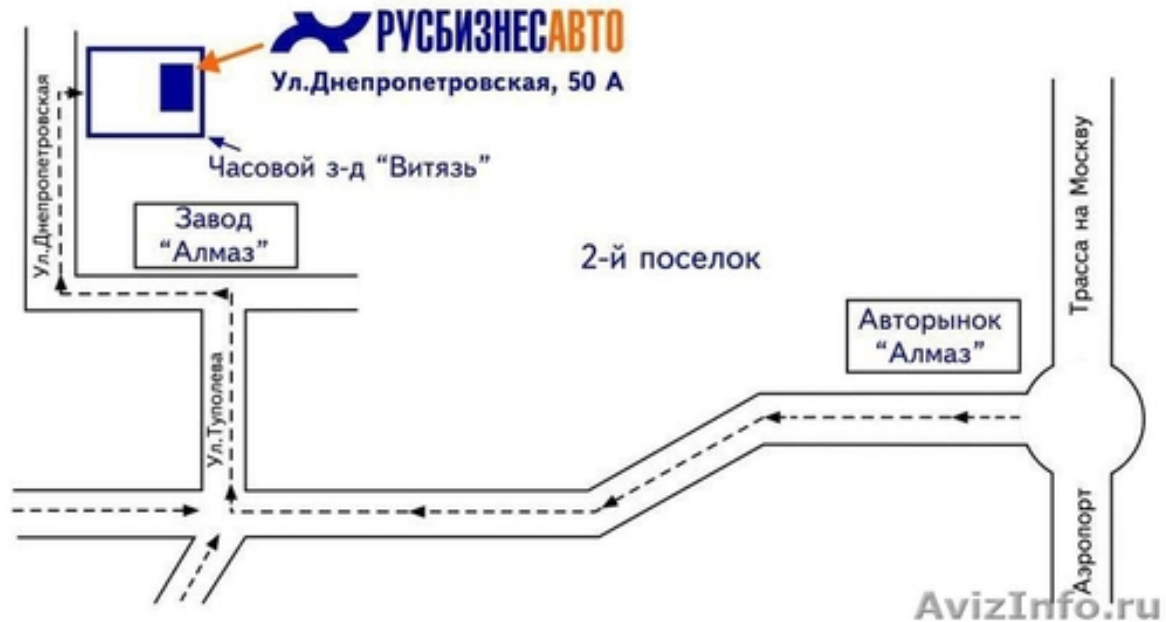 РУСБИЗНЕСАВТО
Ул.Днепропетровская, 50 А
Ул.Днепропетровская
Часовой з-д “Витязь”
Завод
“Алмаз”
2-й поселок
Трасса на Москву
Авторынок
“Алмаз”
Ул.Туполева
Аэропорт
AvizInfo.ru